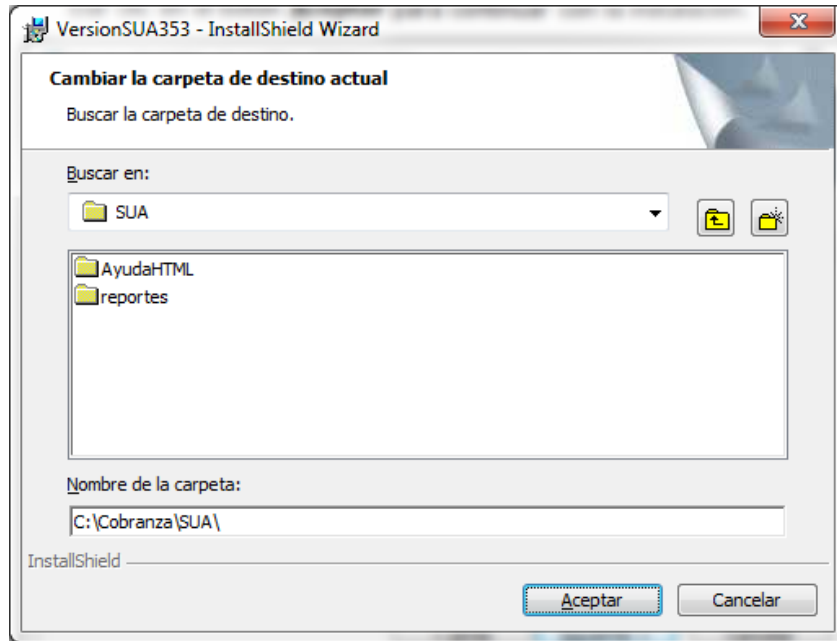 VersionSUA353 - InstallShield Wizard
Cambiar la carpeta de destino actual
Buscar la carpeta de destino.
Buscar en:
SUA
AyudaHTML
reportes
Nombre de la carpeta:
C:\Cobranza\SUA\
InstallShield
Aceptar
Cancelar